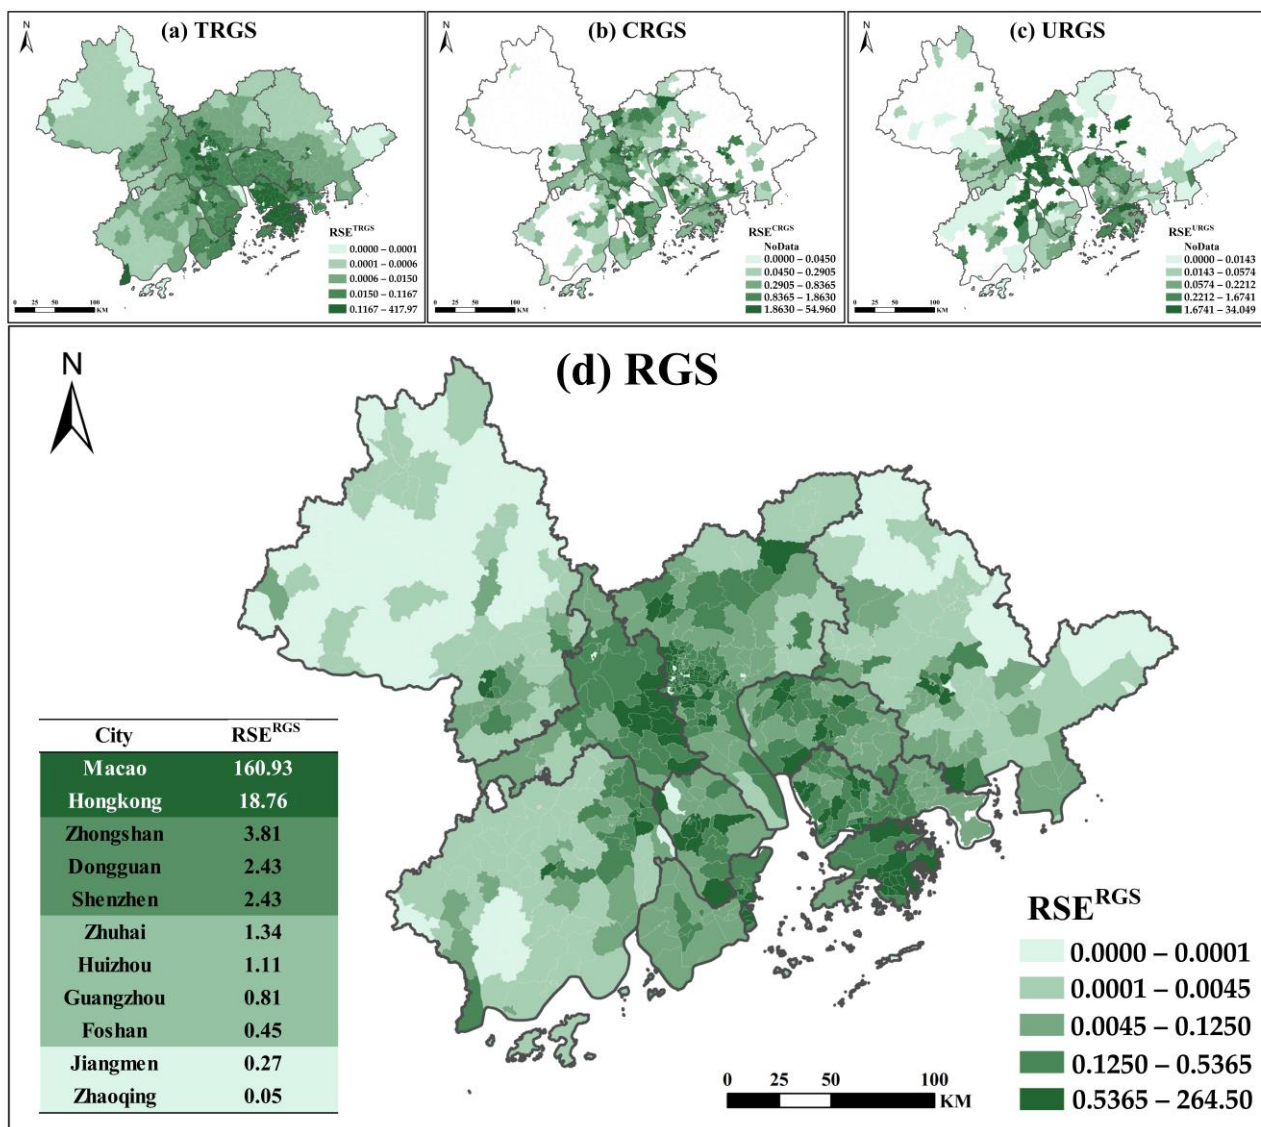 N
(a) TRGS
RSE^TRGS
0.0000 – 0.0001
0.0001 – 0.0006
0.0006 – 0.0150
0.0150 – 0.1167
0.1167 – 417.97
0 25 50 100
KM
N
(b) CRGS
RSE^CRGS
NoData
0.0000 – 0.0450
0.0450 – 0.2905
0.2905 – 0.8365
0.8365 – 1.8630
1.8630 – 54.960
0 25 50 100
KM
N
(c) URGS
RSE^URGS
NoData
0.0000 – 0.0143
0.0143 – 0.0574
0.0574 – 0.2212
0.2212 – 1.6741
1.6741 – 34.049
0 25 50 100
KM
N
(d) RGS
City RSE^RGS
Macao 160.93
Hongkong 18.76
Zhongshan 3.81
Dongguan 2.43
Shenzhen 2.43
Zhuhai 1.34
Huizhou 1.11
Guangzhou 0.81
Foshan 0.45
Jiangmen 0.27
Zhaoqing 0.05
RSE^RGS
0.0000 – 0.0001
0.0001 – 0.0045
0.0045 – 0.1250
0.1250 – 0.5365
0.5365 – 264.50
0 25 50 100
KM